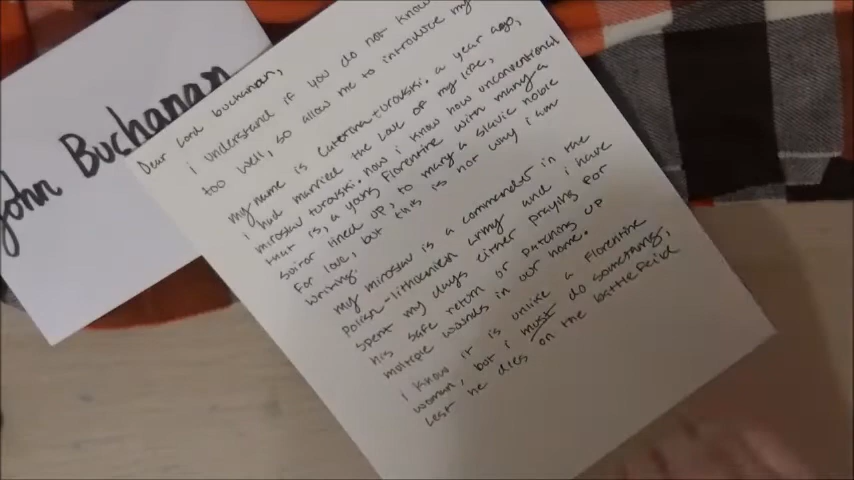 John Buchanan
Dear Lord Buchanan,
i understand if you do not know
too well, so allow me to introduce my
my name is Caterina Turovski. a year ago,
i had married the love of my life,
miroslav turovski. now i know how unconventional
that is, a young Florentine with many a
suitor lined up, to marry a slavic noble
for love, but this is not why i am
writing.
my miroslav is a commander in the
Polish-lithuanian army and i have
spent my days either praying for
his safe return or patching up
multiple wounds in our home.
i know it is unlike a Florentine
woman, but i must do something,
lest he dies on the battlefeild